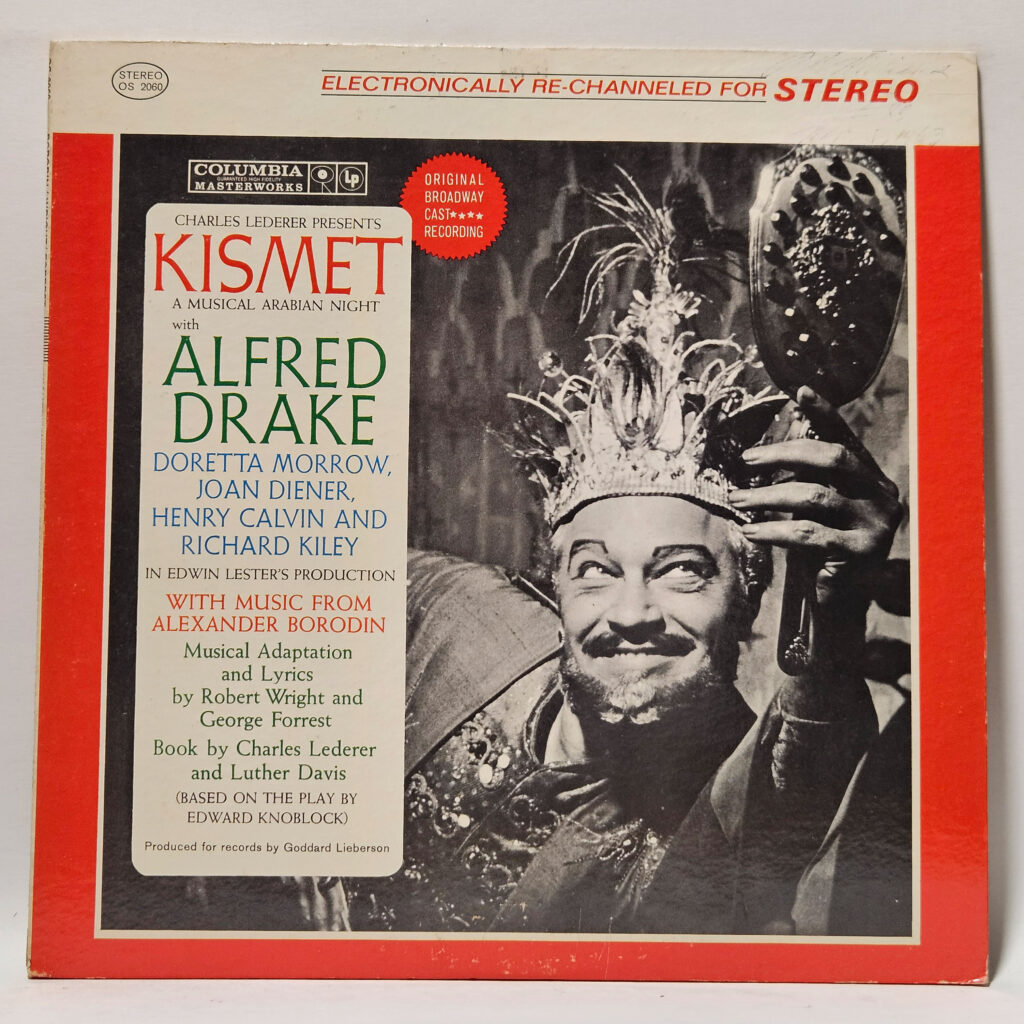 STEREO
OS 2060
ELECTRONICALLY RE-CHANNELED FOR STEREO
COLUMBIA
GUARANTEED HIGH FIDELITY
MASTERWORKS
Lp
ORIGINAL
BROADWAY
CAST★★★★
RECORDING
CHARLES LEDERER PRESENTS
KISMET
A MUSICAL ARABIAN NIGHT
with
ALFRED
DRAKE
DORETTA MORROW,
JOAN DIENER,
HENRY CALVIN AND
RICHARD KILEY
IN EDWIN LESTER'S PRODUCTION
WITH MUSIC FROM
ALEXANDER BORODIN
Musical Adaptation
and Lyrics
by Robert Wright and
George Forrest
Book by Charles Lederer
and Luther Davis
(BASED ON THE PLAY BY
EDWARD KNOBLOCK)
Produced for records by Goddard Lieberson